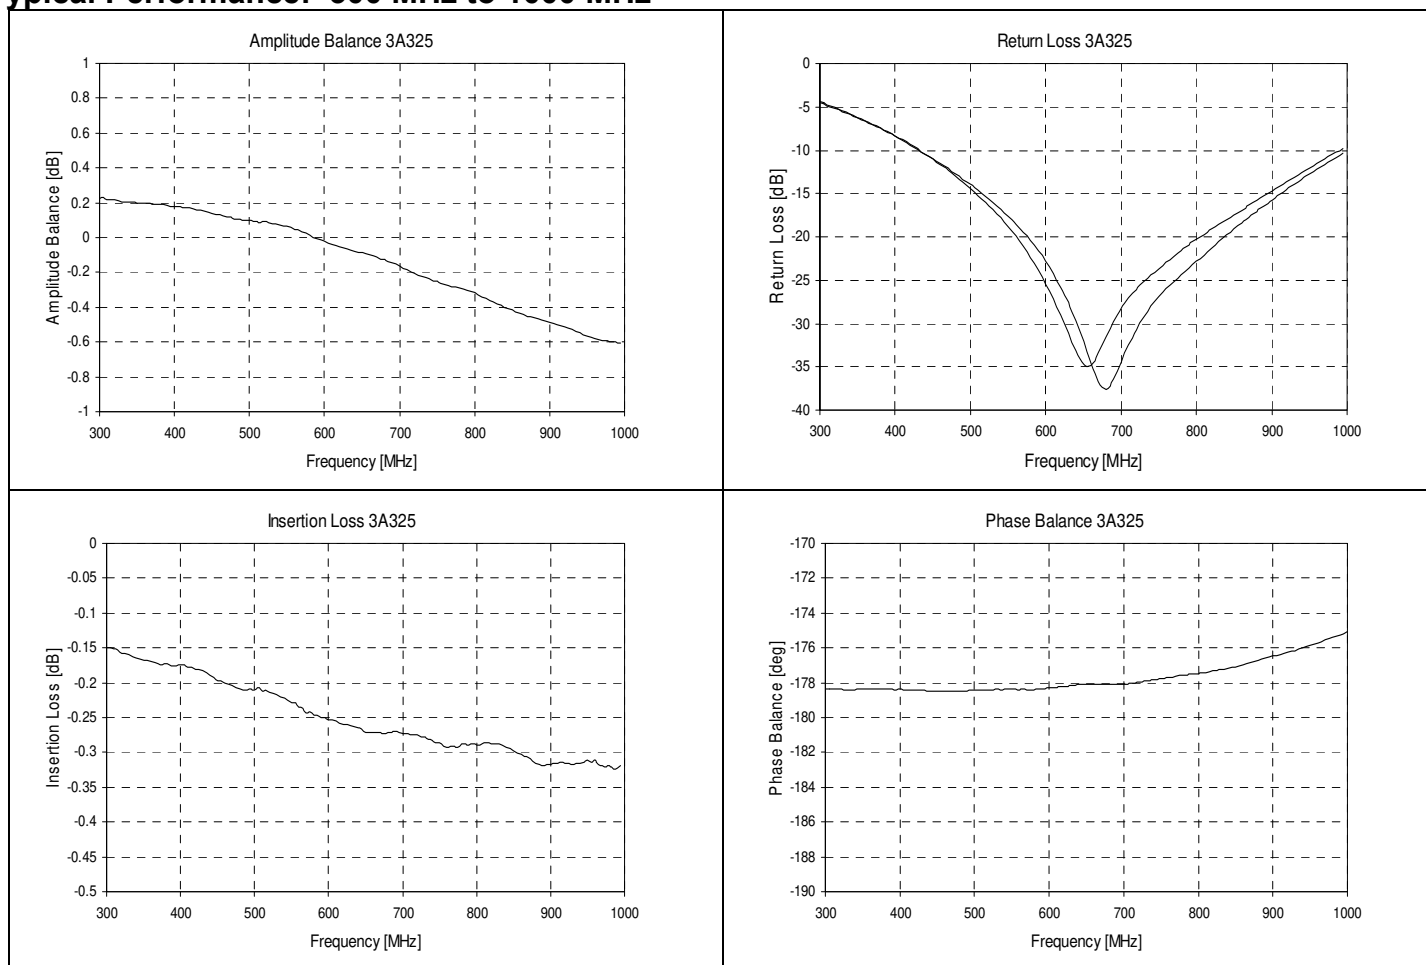 Amplitude Balance 3A325
1
0.8
0.6
0.4
0.2
0
-0.2
-0.4
-0.6
-0.8
-1
Amplitude Balance [dB]
300 400 500 600 700 800 900 1000
Frequency [MHz]
Return Loss 3A325
0
-5
-10
-15
-20
-25
-30
-35
-40
Return Loss [dB]
300 400 500 600 700 800 900 1000
Frequency [MHz]
Insertion Loss 3A325
0
-0.05
-0.1
-0.15
-0.2
-0.25
-0.3
-0.35
-0.4
-0.45
-0.5
Insertion Loss [dB]
300 400 500 600 700 800 900 1000
Frequency [MHz]
Phase Balance 3A325
-170
-172
-174
-176
-178
-180
-182
-184
-186
-188
-190
Phase Balance [deg]
300 400 500 600 700 800 900 1000
Frequency [MHz]